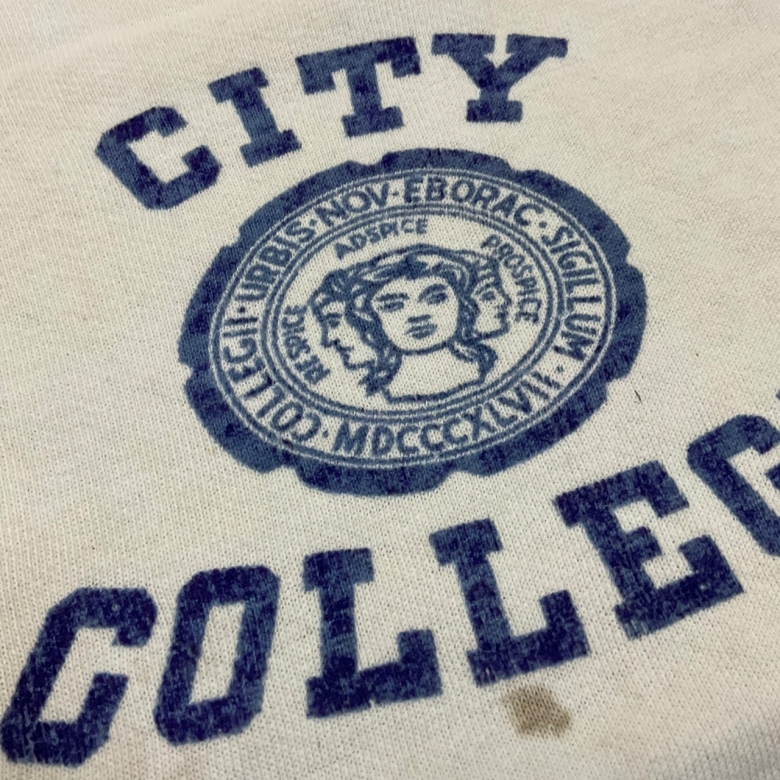 CITY
COLLEGII · URBIS · NOV · EBORAC · SIGILLUM · MDCCCXLVII ·
RESPICE ADSPICE PROSPICE
COLLEG